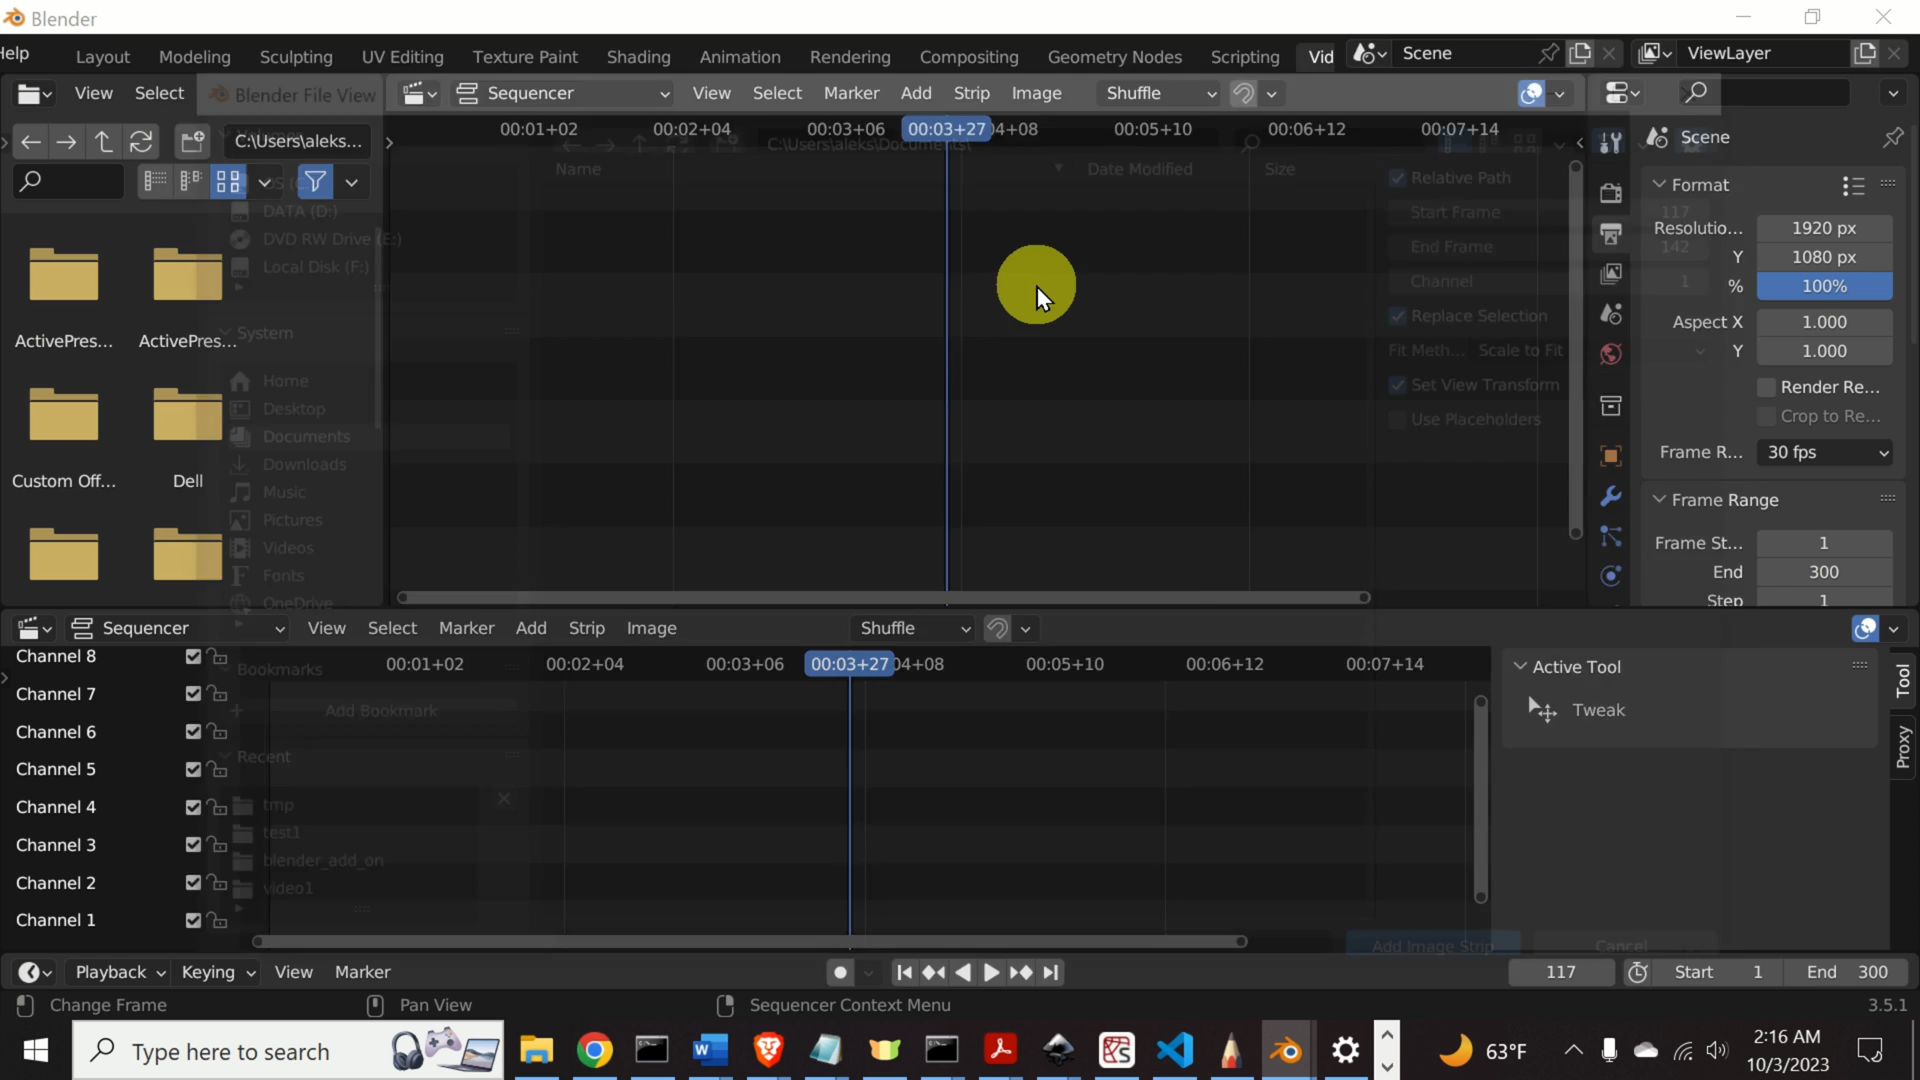 Blender
Help Layout Modeling Sculpting UV Editing Texture Paint Shading Animation Rendering Compositing Geometry Nodes Scripting Vid Scene ViewLayer
View Select Blender File View Sequencer View Select Marker Add Strip Image Shuffle
00:01+02 00:02+04 00:03+06 00:03+27 04+08 00:05+10 00:06+12 00:07+14 Scene
C:\Users\aleks... C:\Users\aleks\Documents\
Name Date Modified Size Relative Path Format
DATA (D:) Start Frame 117
DVD RW Drive (E:) End Frame 142 Resolutio... 1920 px
Local Disk (F:) Channel 1 Y 1080 px
% 100%
Replace Selection Aspect X 1.000
ActivePres... ActivePres... System Fit Meth... Scale to Fit Y 1.000
Home Set View Transform Render Re...
Desktop Use Placeholders Crop to Re...
Documents Frame R... 30 fps
Downloads
Custom Off... Dell Music Frame Range
Pictures
Videos Frame St... 1
Fonts End 300
OneDrive Step 1
Sequencer View Select Marker Add Strip Image Shuffle
Channel 8 Bookmarks 00:01+02 00:02+04 00:03+06 00:03+27 04+08 00:05+10 00:06+12 00:07+14 Active Tool Tool
Channel 7 Add Bookmark Tweak
Channel 6 Recent Proxy
Channel 5
Channel 4 tmp
Channel 3 test1
blender_add_on
Channel 2 video1
Channel 1
Add Image Strip Cancel
Playback Keying View Marker 117 Start 1 End 300
Change Frame Pan View Sequencer Context Menu 3.5.1
Type here to search 63°F 2:16 AM
10/3/2023